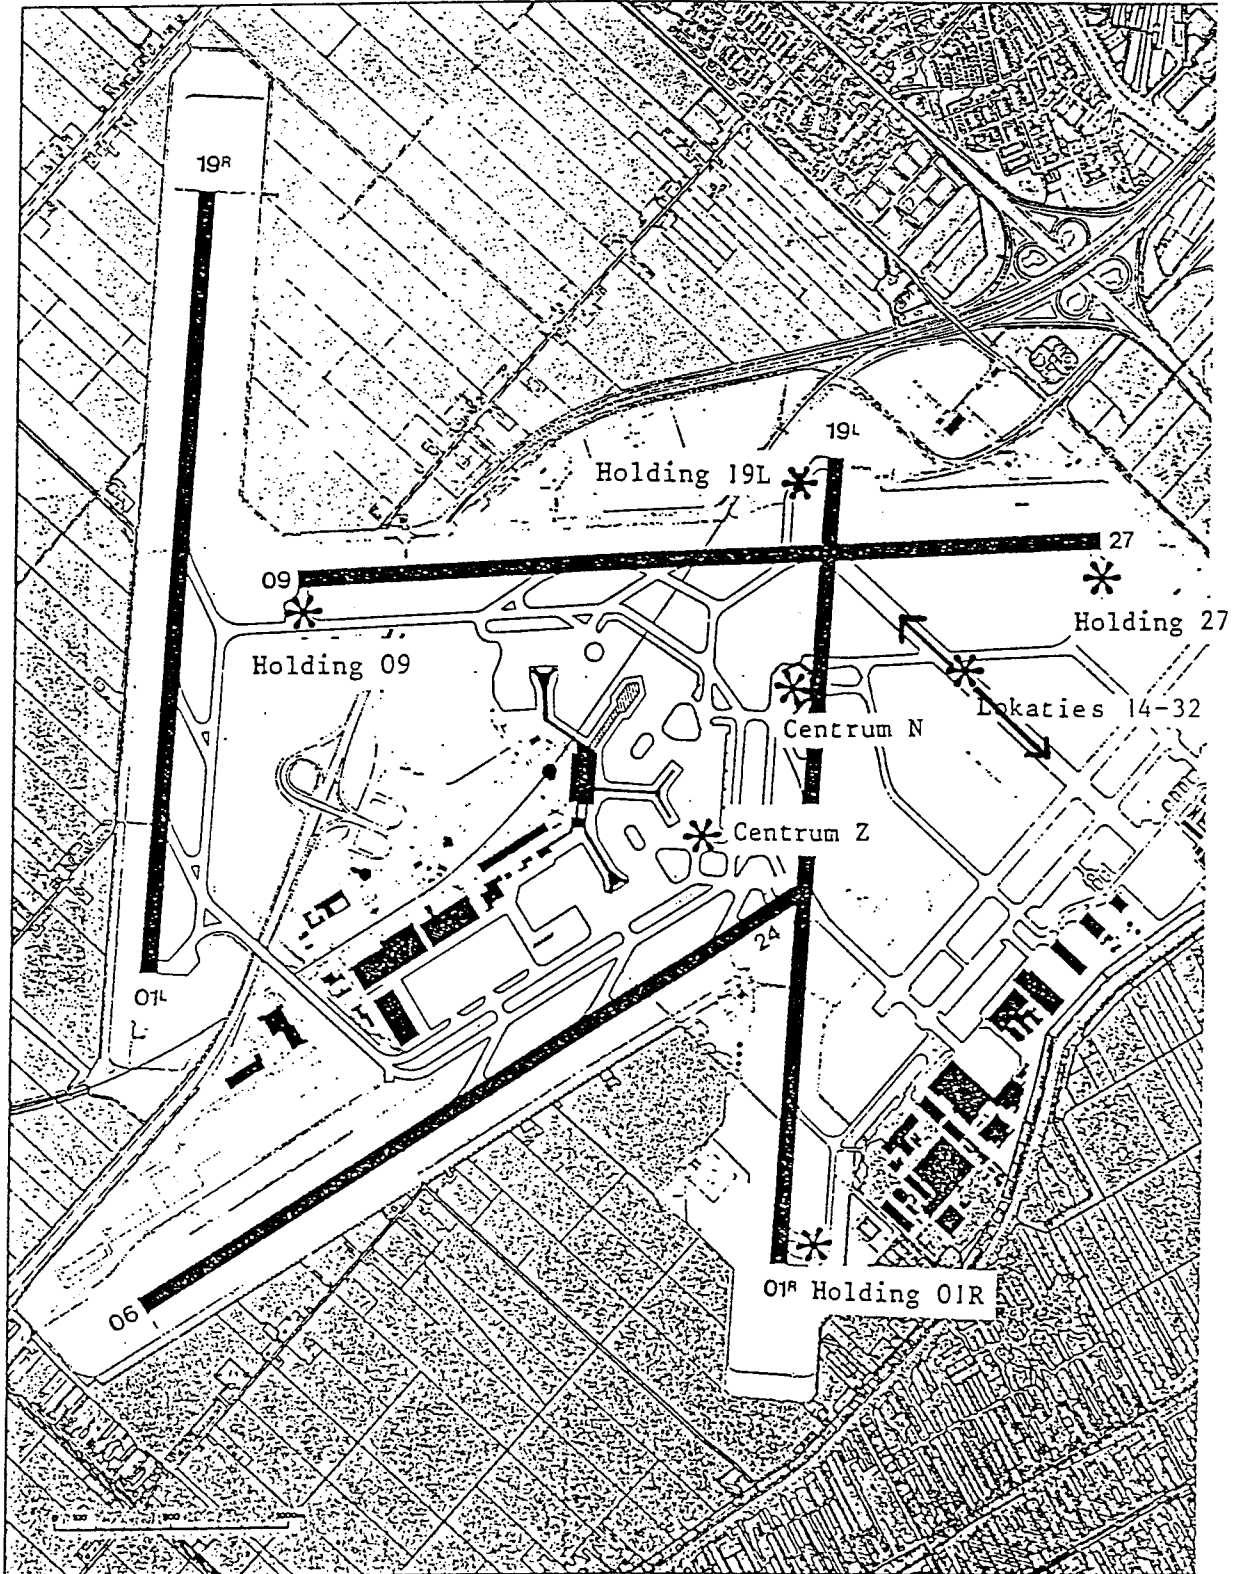 19R
19L
Holding 19L
27
09
Holding 27
Holding 09
Lokaties 14-32
Centrum N
Centrum Z
24
01L
06
01R Holding 01R